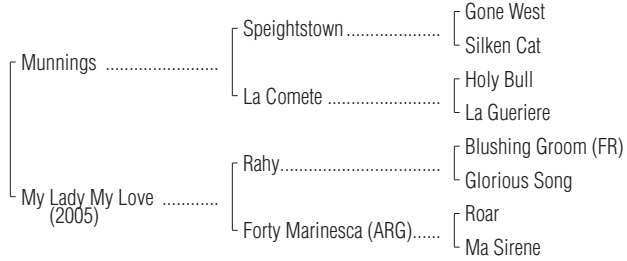 Gone West
Speightstown
Silken Cat
Munnings
Holy Bull
La Comete
La Gueriere
Blushing Groom (FR)
Rahy
Glorious Song
My Lady My Love
(2005)
Roar
Forty Marinesca (ARG)
Ma Sirene